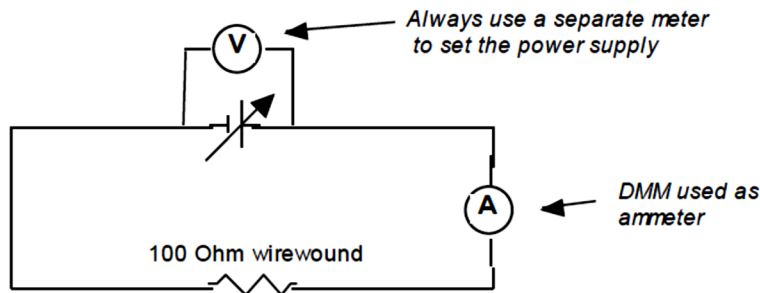 Always use a separate meter
to set the power supply
V
DMM used as
ammeter
A
100 Ohm wirewound